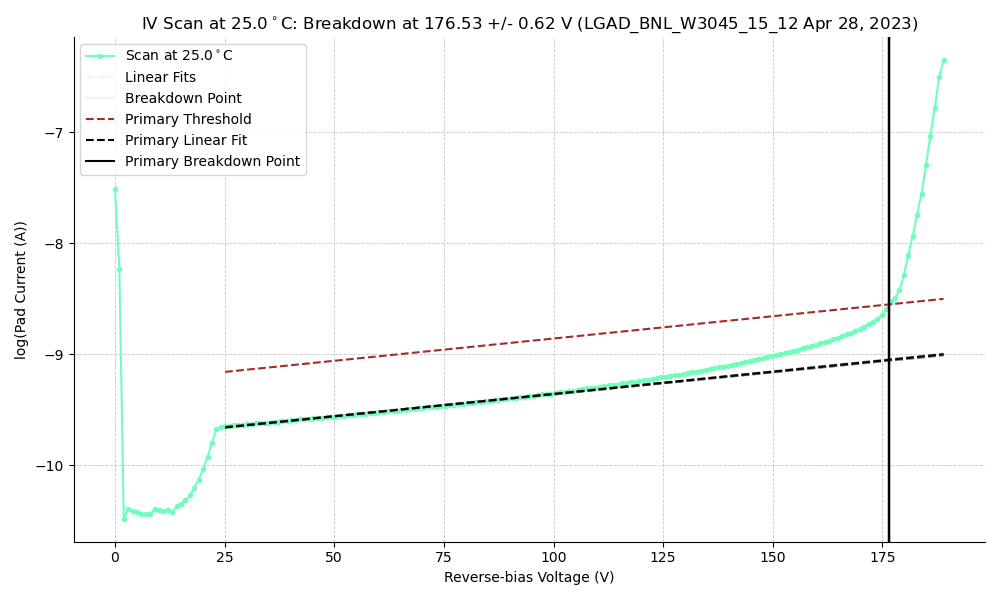 IV Scan at 25.0°C: Breakdown at 176.53 +/- 0.62 V (LGAD_BNL_W3045_15_12 Apr 28, 2023)
Scan at 25.0°C
Linear Fits
Breakdown Point
Primary Threshold
Primary Linear Fit
Primary Breakdown Point
log(Pad Current (A))
−7
−8
−9
−10
0 25 50 75 100 125 150 175
Reverse-bias Voltage (V)